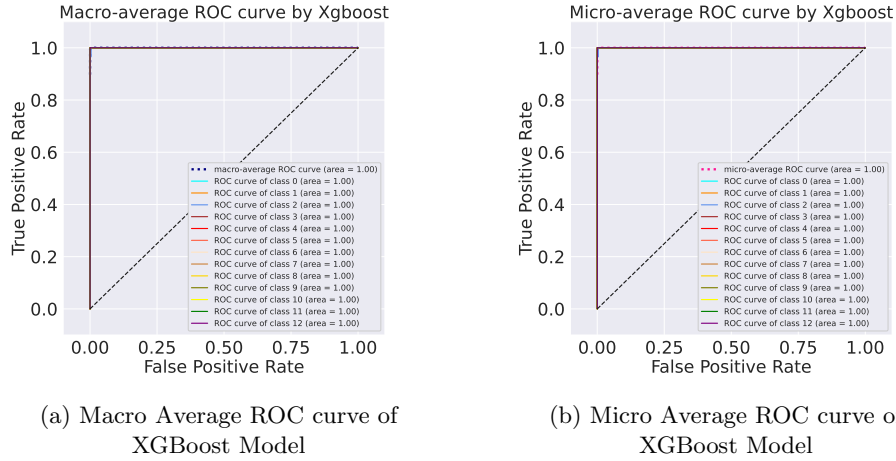 Macro-average ROC curve by Xgboost
1.0
0.8
0.6
0.4
0.2
0.0
True Positive Rate
macro-average ROC curve (area = 1.00)
ROC curve of class 0 (area = 1.00)
ROC curve of class 1 (area = 1.00)
ROC curve of class 2 (area = 1.00)
ROC curve of class 3 (area = 1.00)
ROC curve of class 4 (area = 1.00)
ROC curve of class 5 (area = 1.00)
ROC curve of class 6 (area = 1.00)
ROC curve of class 7 (area = 1.00)
ROC curve of class 8 (area = 1.00)
ROC curve of class 9 (area = 1.00)
ROC curve of class 10 (area = 1.00)
ROC curve of class 11 (area = 1.00)
ROC curve of class 12 (area = 1.00)
0.00 0.25 0.50 0.75 1.00
False Positive Rate
(a) Macro Average ROC curve of
XGBoost Model
Micro-average ROC curve by Xgboost
1.0
0.8
0.6
0.4
0.2
0.0
True Positive Rate
micro-average ROC curve (area = 1.00)
ROC curve of class 0 (area = 1.00)
ROC curve of class 1 (area = 1.00)
ROC curve of class 2 (area = 1.00)
ROC curve of class 3 (area = 1.00)
ROC curve of class 4 (area = 1.00)
ROC curve of class 5 (area = 1.00)
ROC curve of class 6 (area = 1.00)
ROC curve of class 7 (area = 1.00)
ROC curve of class 8 (area = 1.00)
ROC curve of class 9 (area = 1.00)
ROC curve of class 10 (area = 1.00)
ROC curve of class 11 (area = 1.00)
ROC curve of class 12 (area = 1.00)
0.00 0.25 0.50 0.75 1.00
False Positive Rate
(b) Micro Average ROC curve o
XGBoost Model